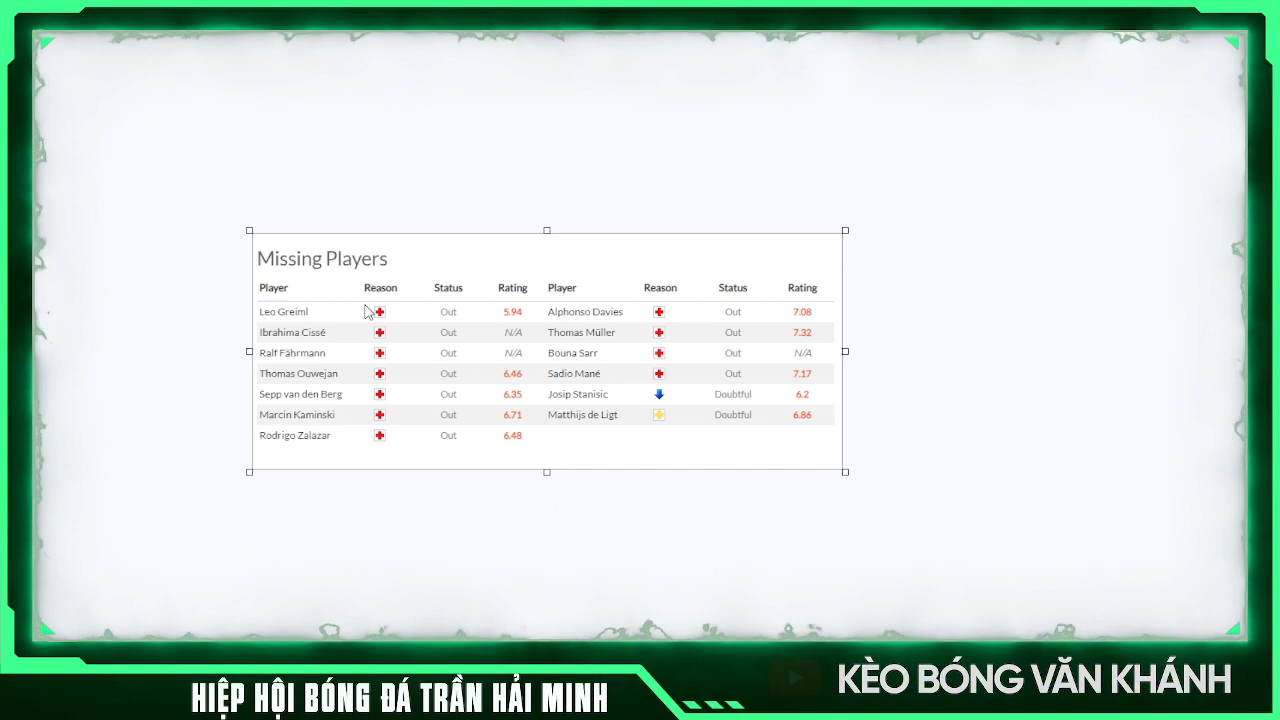 Missing Players
Player Reason Status Rating Player Reason Status Rating
Leo Greiml Out 5.94 Alphonso Davies Out 7.08
Ibrahima Cissé Out N/A Thomas Müller Out 7.32
Ralf Fährmann Out N/A Bouna Sarr Out N/A
Thomas Ouwejan Out 6.46 Sadio Mané Out 7.17
Sepp van den Berg Out 6.35 Josip Stanisic Doubtful 6.2
Marcin Kaminski Out 6.71 Matthijs de Ligt Doubtful 6.86
Rodrigo Zalazar Out 6.48
HIỆP HỘI BÓNG ĐÁ TRẦN HẢI MINH
KÈO BÓNG VĂN KHÁNH